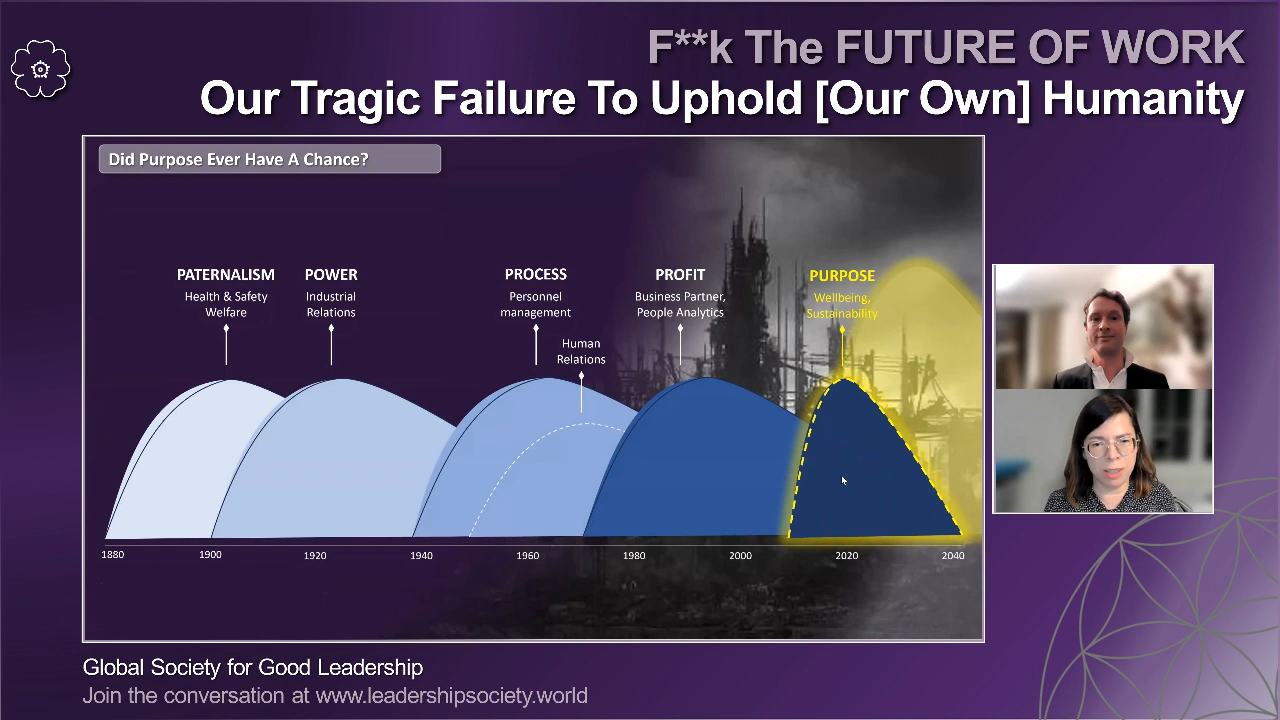 F**k The FUTURE OF WORK
Our Tragic Failure To Uphold [Our Own] Humanity
Did Purpose Ever Have A Chance?
PATERNALISM
Health & Safety
Welfare
POWER
Industrial
Relations
PROCESS
Personnel
management
Human
Relations
PROFIT
Business Partner,
People Analytics
PURPOSE
Wellbeing,
Sustainability
1880 1900 1920 1940 1960 1980 2000 2020 2040
Global Society for Good Leadership
Join the conversation at www.leadershipsociety.world